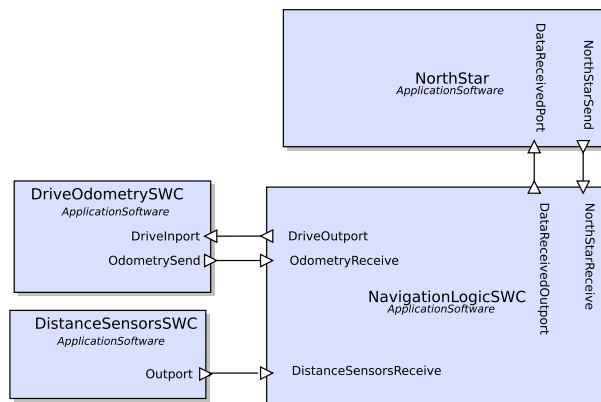 NorthStar
ApplicationSoftware
DataReceivedPort
NorthStarSend
DriveOdometrySWC
ApplicationSoftware
DriveInport
OdometrySend
DriveOutport
OdometryReceive
DataReceivedOutport
NorthStarReceive
NavigationLogicSWC
ApplicationSoftware
DistanceSensorsSWC
ApplicationSoftware
Outport
DistanceSensorsReceive